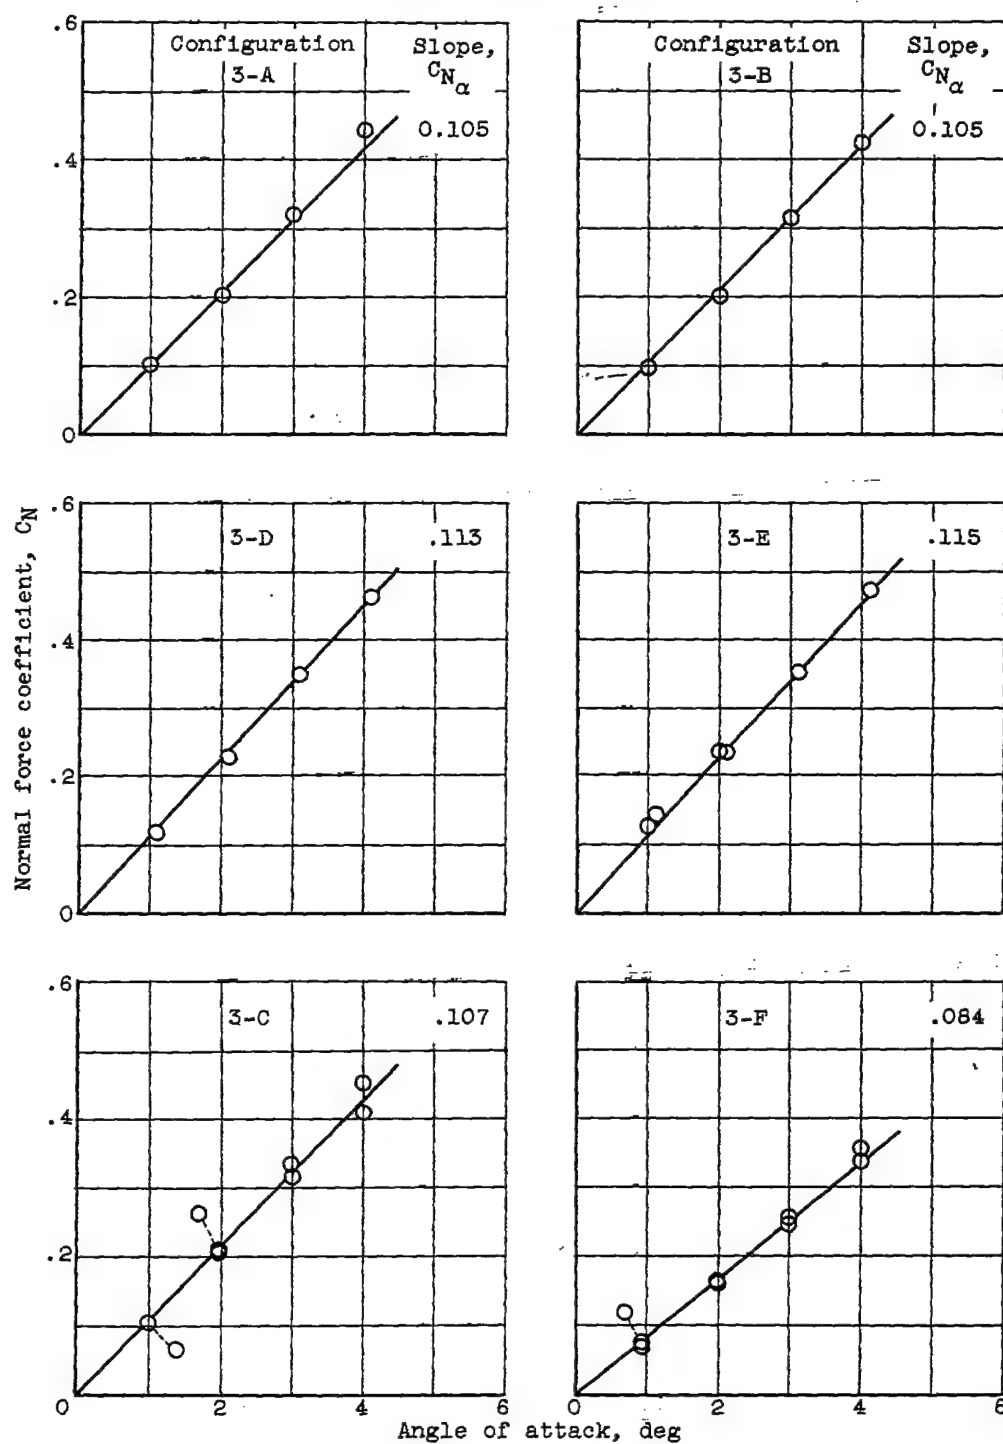 .6
Configuration
3-A
Slope,
CNα
0.105
.4
.2
0
Configuration
3-B
Slope,
CNα
0.105
Normal force coefficient, CN
.6
3-D
.113
.4
.2
0
3-E
.115
.6
3-C
.107
.4
.2
0 2 4 6
3-F
.084
0 2 4 6
Angle of attack, deg